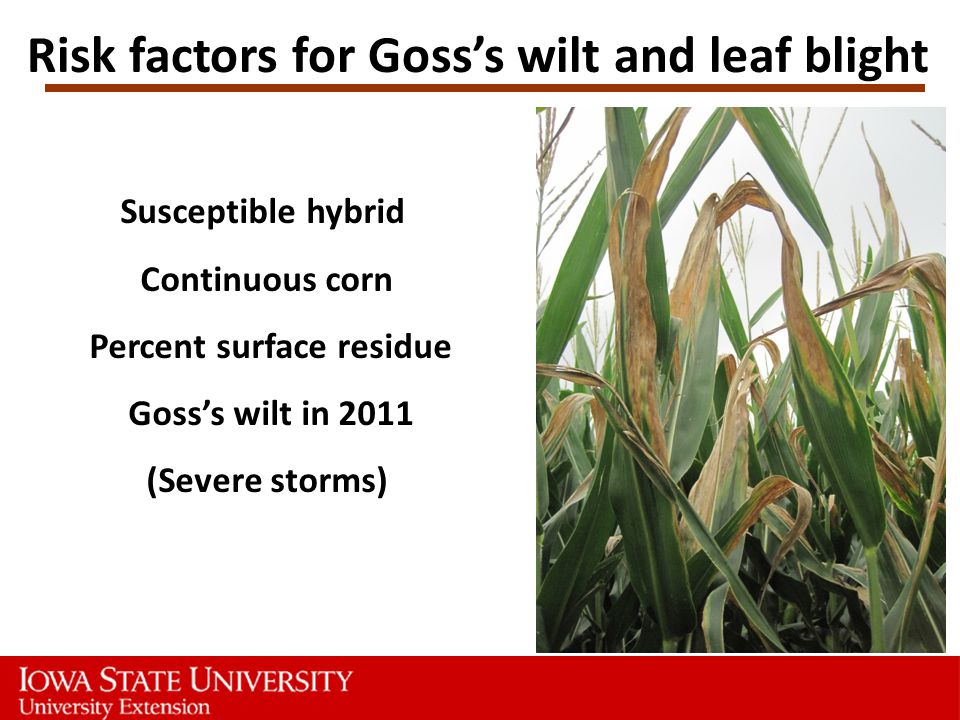 Risk factors for Goss’s wilt and leaf blight
Susceptible hybrid
Continuous corn
Percent surface residue
Goss’s wilt in 2011
(Severe storms)
IOWA STATE UNIVERSITY
University Extension